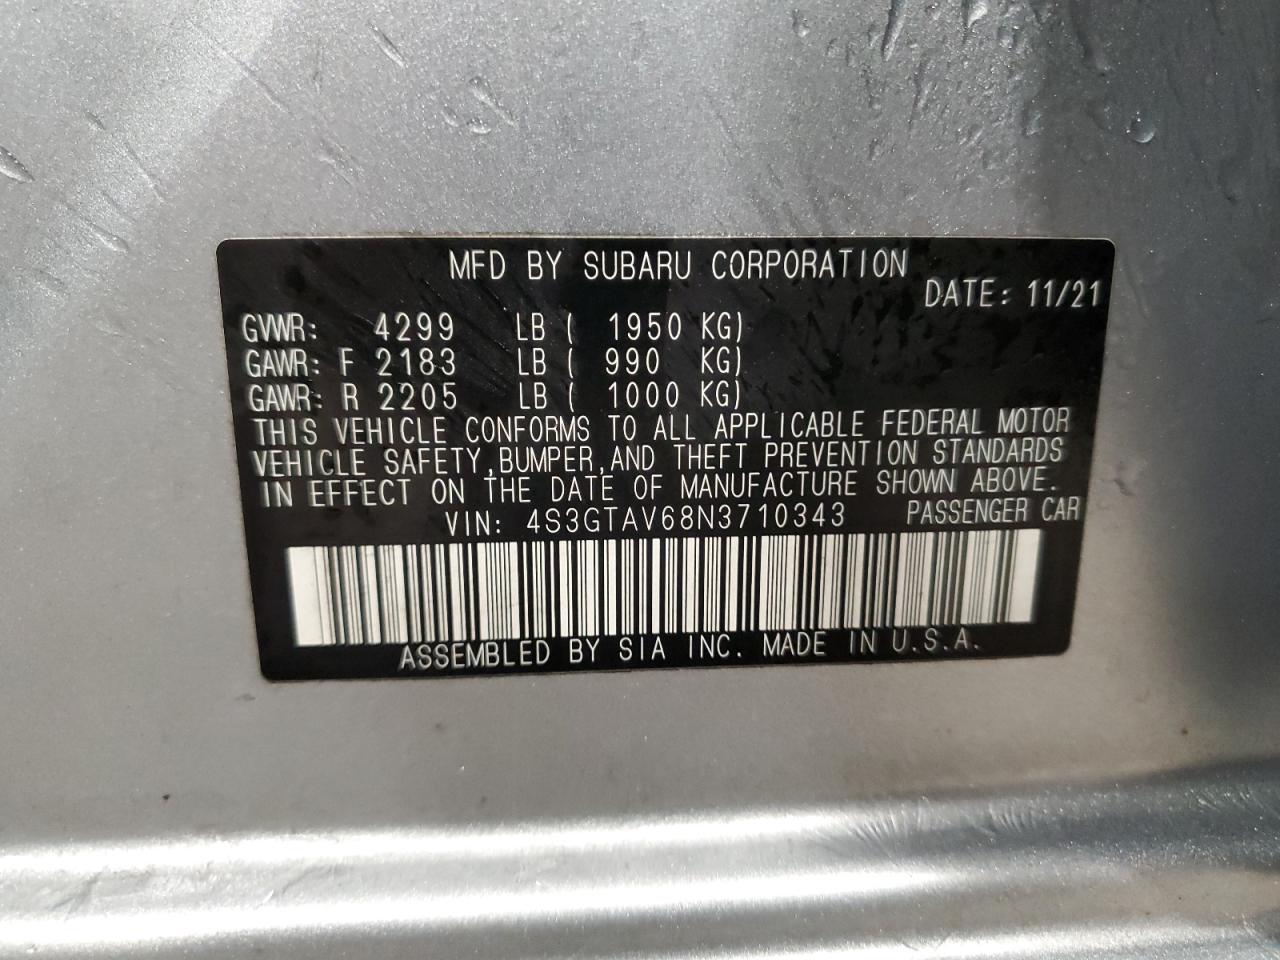 MFD BY SUBARU CORPORATION
DATE: 11/21
GVWR: 4299 LB ( 1950 KG)
GAWR: F 2183 LB ( 990 KG)
GAWR: R 2205 LB ( 1000 KG)
THIS VEHICLE CONFORMS TO ALL APPLICABLE FEDERAL MOTOR
VEHICLE SAFETY, BUMPER, AND THEFT PREVENTION STANDARDS
IN EFFECT ON THE DATE OF MANUFACTURE SHOWN ABOVE.
VIN: 4S3GTAV68N3710343 PASSENGER CAR
ASSEMBLED BY SIA INC. MADE IN U.S.A.